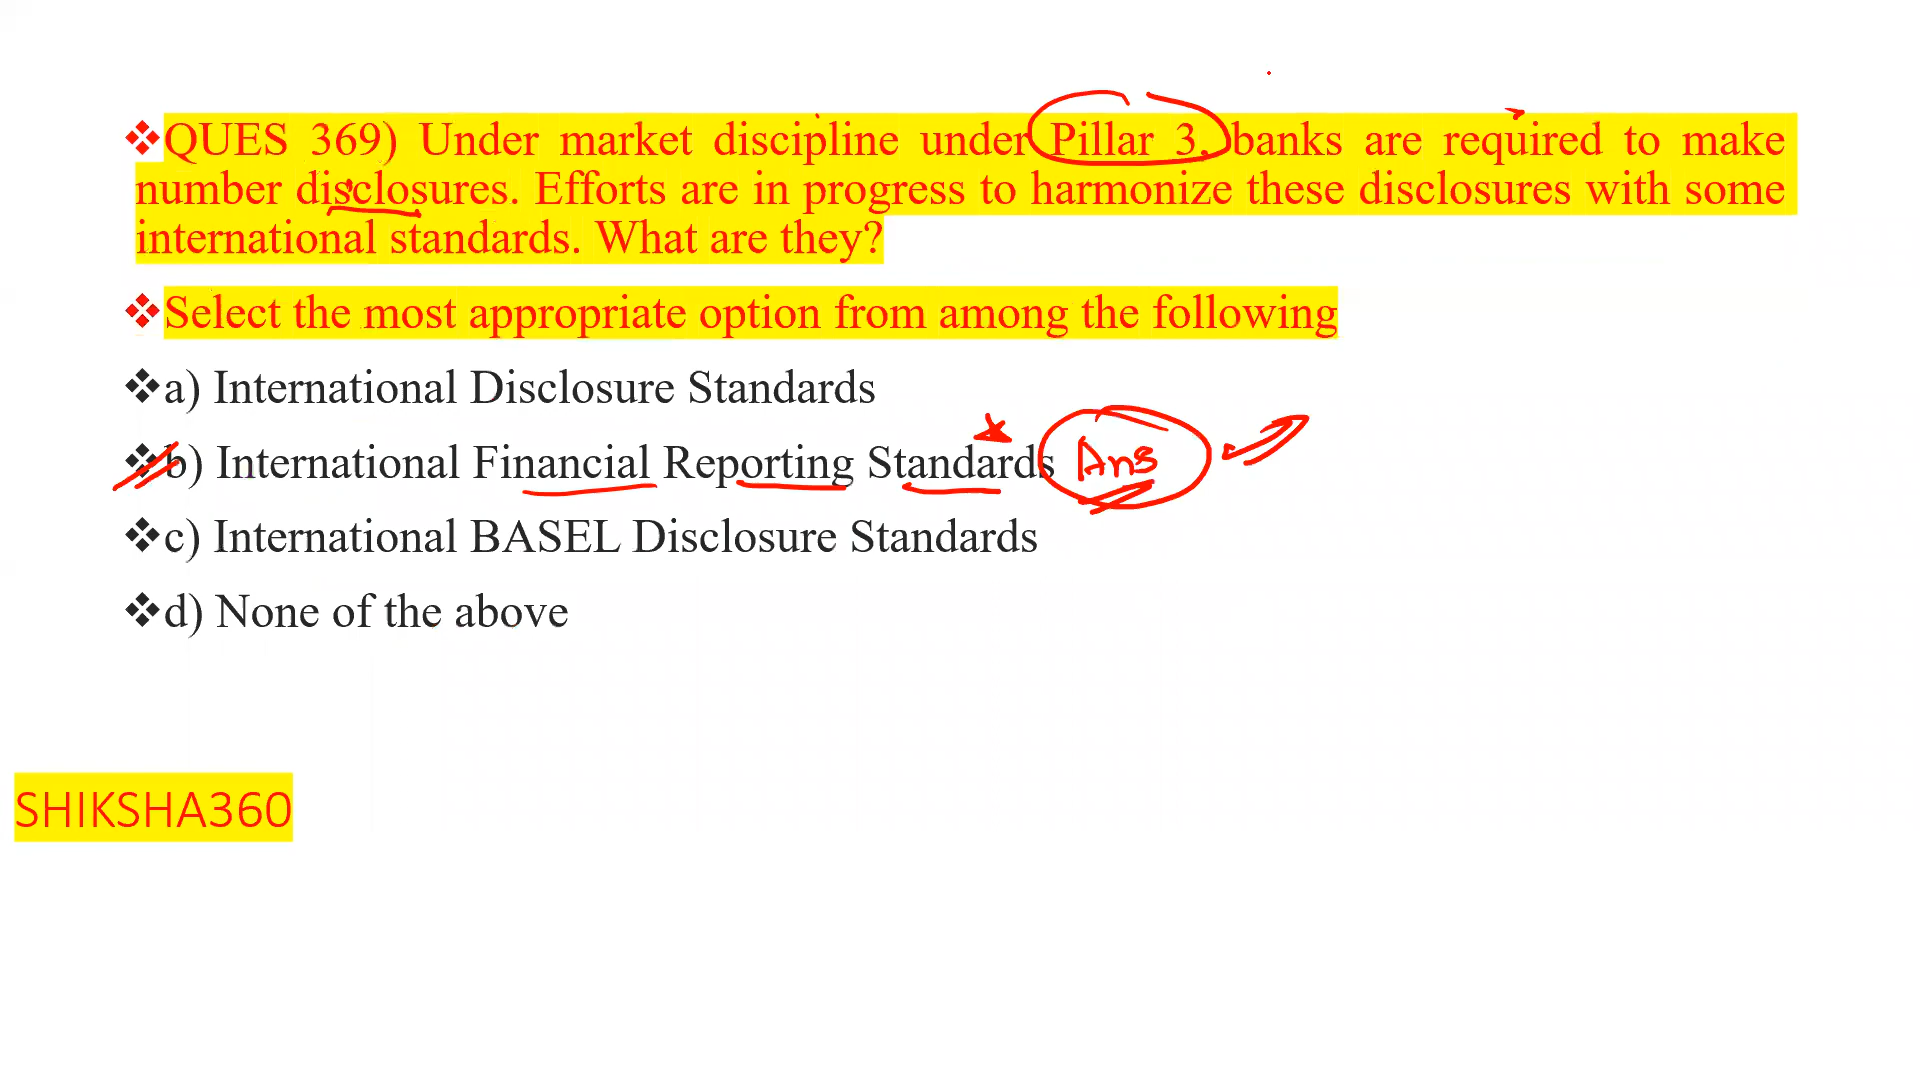 ❖QUES 369) Under market discipline under Pillar 3, banks are required to make
number disclosures. Efforts are in progress to harmonize these disclosures with some
international standards. What are they?
❖Select the most appropriate option from among the following
❖a) International Disclosure Standards
❖b) International Financial Reporting Standards Ans
❖c) International BASEL Disclosure Standards
❖d) None of the above
SHIKSHA360